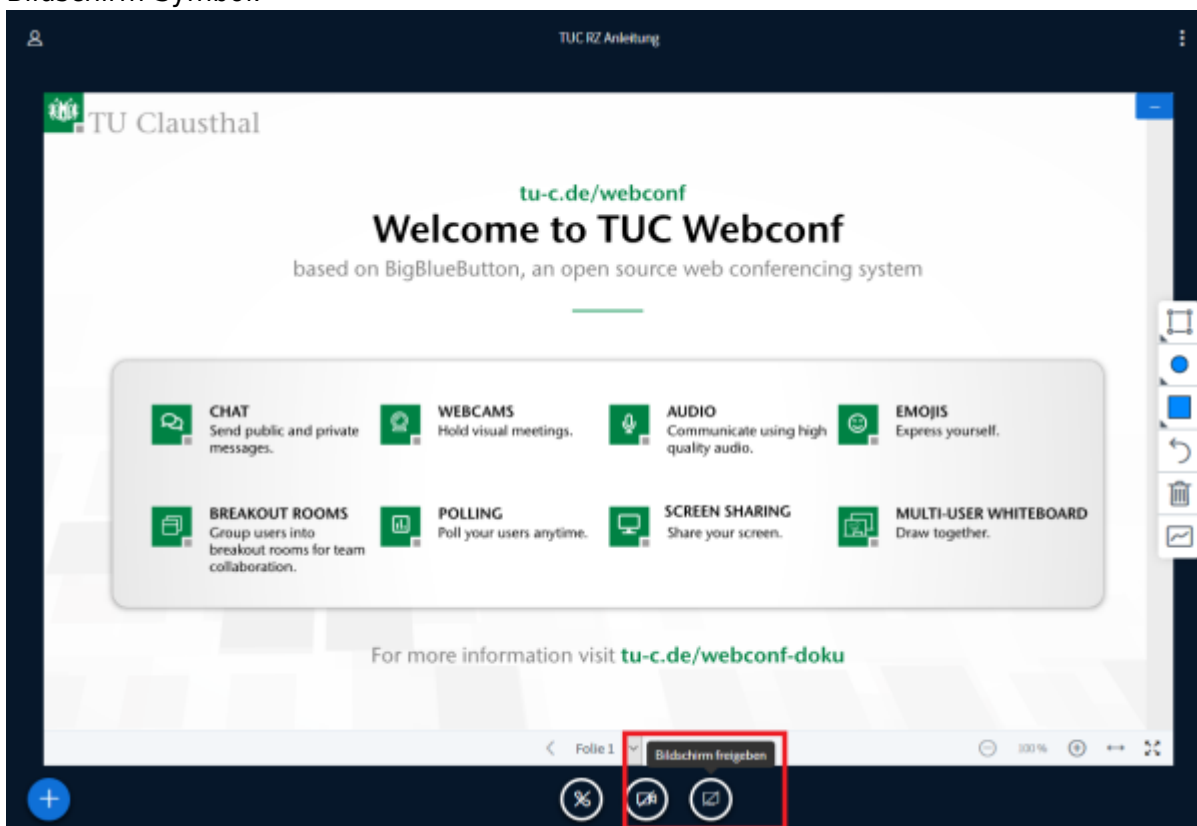 Bildschirm-Symbol.
TUC RZ Anleitung
TU Clausthal
tu-c.de/webconf
Welcome to TUC Webconf
based on BigBlueButton, an open source web conferencing system
CHAT
Send public and private
messages.
WEBCAMS
Hold visual meetings.
AUDIO
Communicate using high
quality audio.
EMOJIS
Express yourself.
BREAKOUT ROOMS
Group users into
breakout rooms for team
collaboration.
POLLING
Poll your users anytime.
SCREEN SHARING
Share your screen.
MULTI-USER WHITEBOARD
Draw together.
For more information visit tu-c.de/webconf-doku
Folie 1
Bildschirm freigeben
100 %